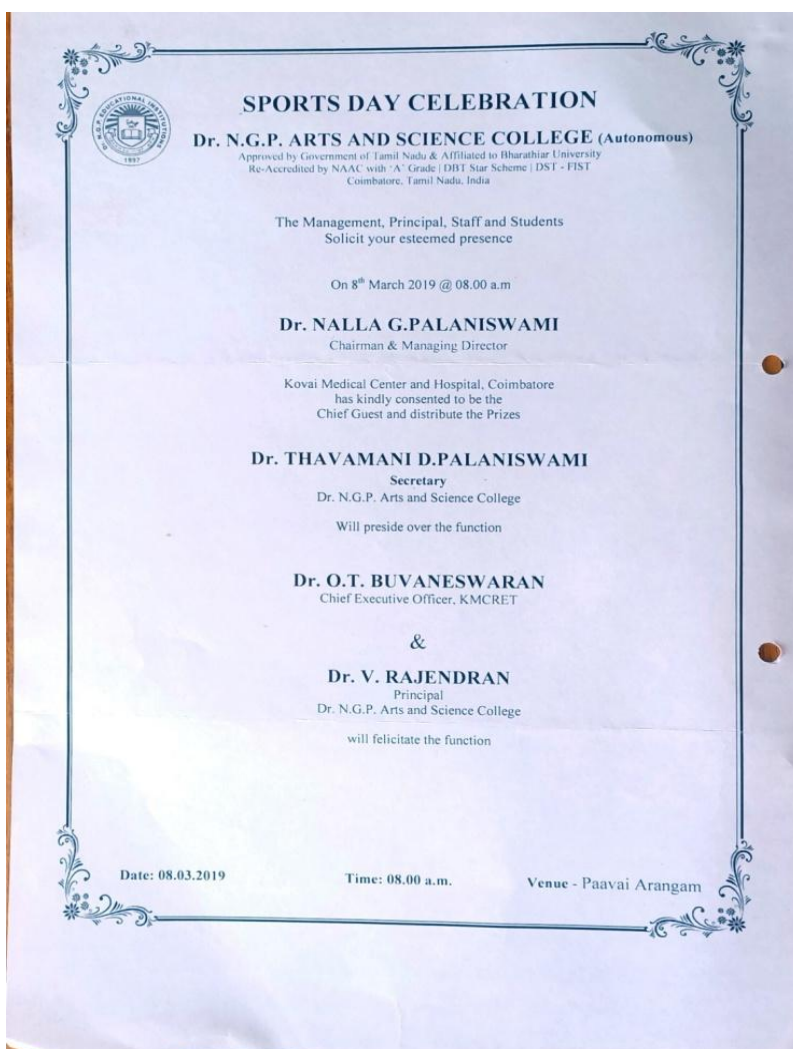 SPORTS DAY CELEBRATION
Dr. N.G.P. EDUCATIONAL INSTITUTIONS
1997
Dr. N.G.P. ARTS AND SCIENCE COLLEGE (Autonomous)
Approved by Government of Tamil Nadu & Affiliated to Bharathiar University
Re-Accredited by NAAC with 'A' Grade | DBT Star Scheme | DST - FIST
Coimbatore, Tamil Nadu, India
The Management, Principal, Staff and Students
Solicit your esteemed presence
On 8th March 2019 @ 08.00 a.m
Dr. NALLA G.PALANISWAMI
Chairman & Managing Director
Kovai Medical Center and Hospital, Coimbatore
has kindly consented to be the
Chief Guest and distribute the Prizes
Dr. THAVAMANI D.PALANISWAMI
Secretary
Dr. N.G.P. Arts and Science College
Will preside over the function
Dr. O.T. BUVANESWARAN
Chief Executive Officer, KMCRET
&
Dr. V. RAJENDRAN
Principal
Dr. N.G.P. Arts and Science College
will felicitate the function
Date: 08.03.2019 Time: 08.00 a.m. Venue - Paavai Arangam